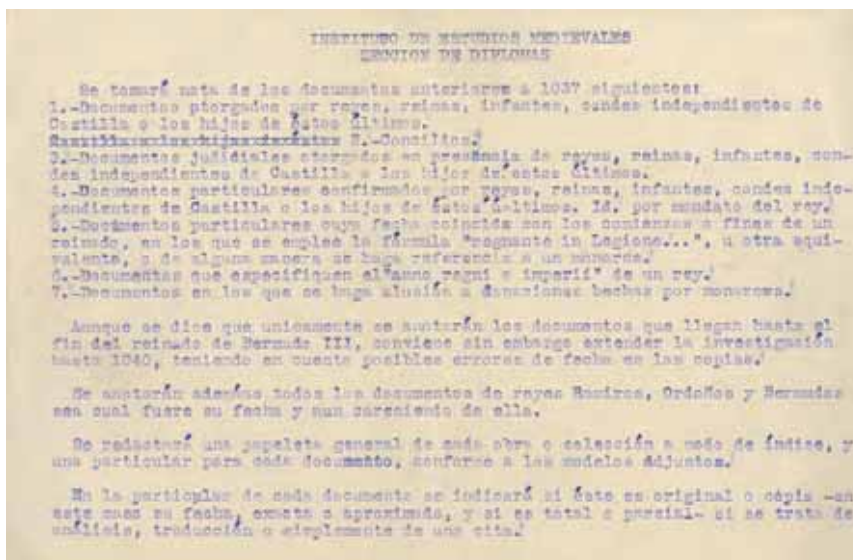 INSTITUTO DE ESTUDIOS MEDIEVALES
SECCION DE DIPLOMAS
Se tomará nota de los documentos anteriores a 1037 siguientes:
1.-Documentos otorgados por reyes, reinas, infantes, condes independientes de
Castilla o los hijos de éstos últimos.
Castilla o los hijos de éstos 2.-Concilios.
3.-Documentos judidiales otorgados en presencia de reyes, reinas, infantes, con-
des independientes de Castilla o los hijos de estos últimos.
4.-Documentos particulares confirmados por reyes, reinas, infantes, condes inde-
pendientes de Castilla o los hijos de éstos últimos. Id. por mandato del rey.
5.-Documentos particulares cuya fecha coincida con los comienzos o fines de un
reinado, en los que se emplee la fórmula "regnante in Legione...", u otra equi-
valente, o de alguna manera se haga referencia a un monarca.
6.-Documentos que especifiquen el "anno regni o imperii" de un rey.
7.-Documentos en los que se haga alusión a donaciones hechas por monarcas.
Aunque se dice que unicamente se anotarán los documentos que llegan hasta el
fin del reinado de Bermudo III, conviene sin embargo extender la investigación
hasta 1040, teniendo en cuenta posibles errores de fecha en las copias.
Se anotarán además todos los documentos de reyes Ramiros, Ordoños y Bermudos
sea cual fuere su fecha y aun careciendo de ella.
Se redactará una papeleta general de cada obra o colección a modo de índice, y
una particular para cada documento, conforme a los modelos adjuntos.
En la particular de cada documento se indicará si éste es original o copia -en
este caso su fecha, exacta o aproximada, y si es total o parcial- si se trata de
análisis, traducción o simplemente de una cita.